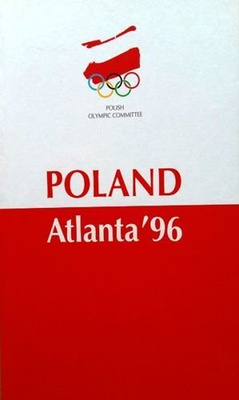 POLISH
OLYMPIC COMMITTEE
POLAND
Atlanta'96